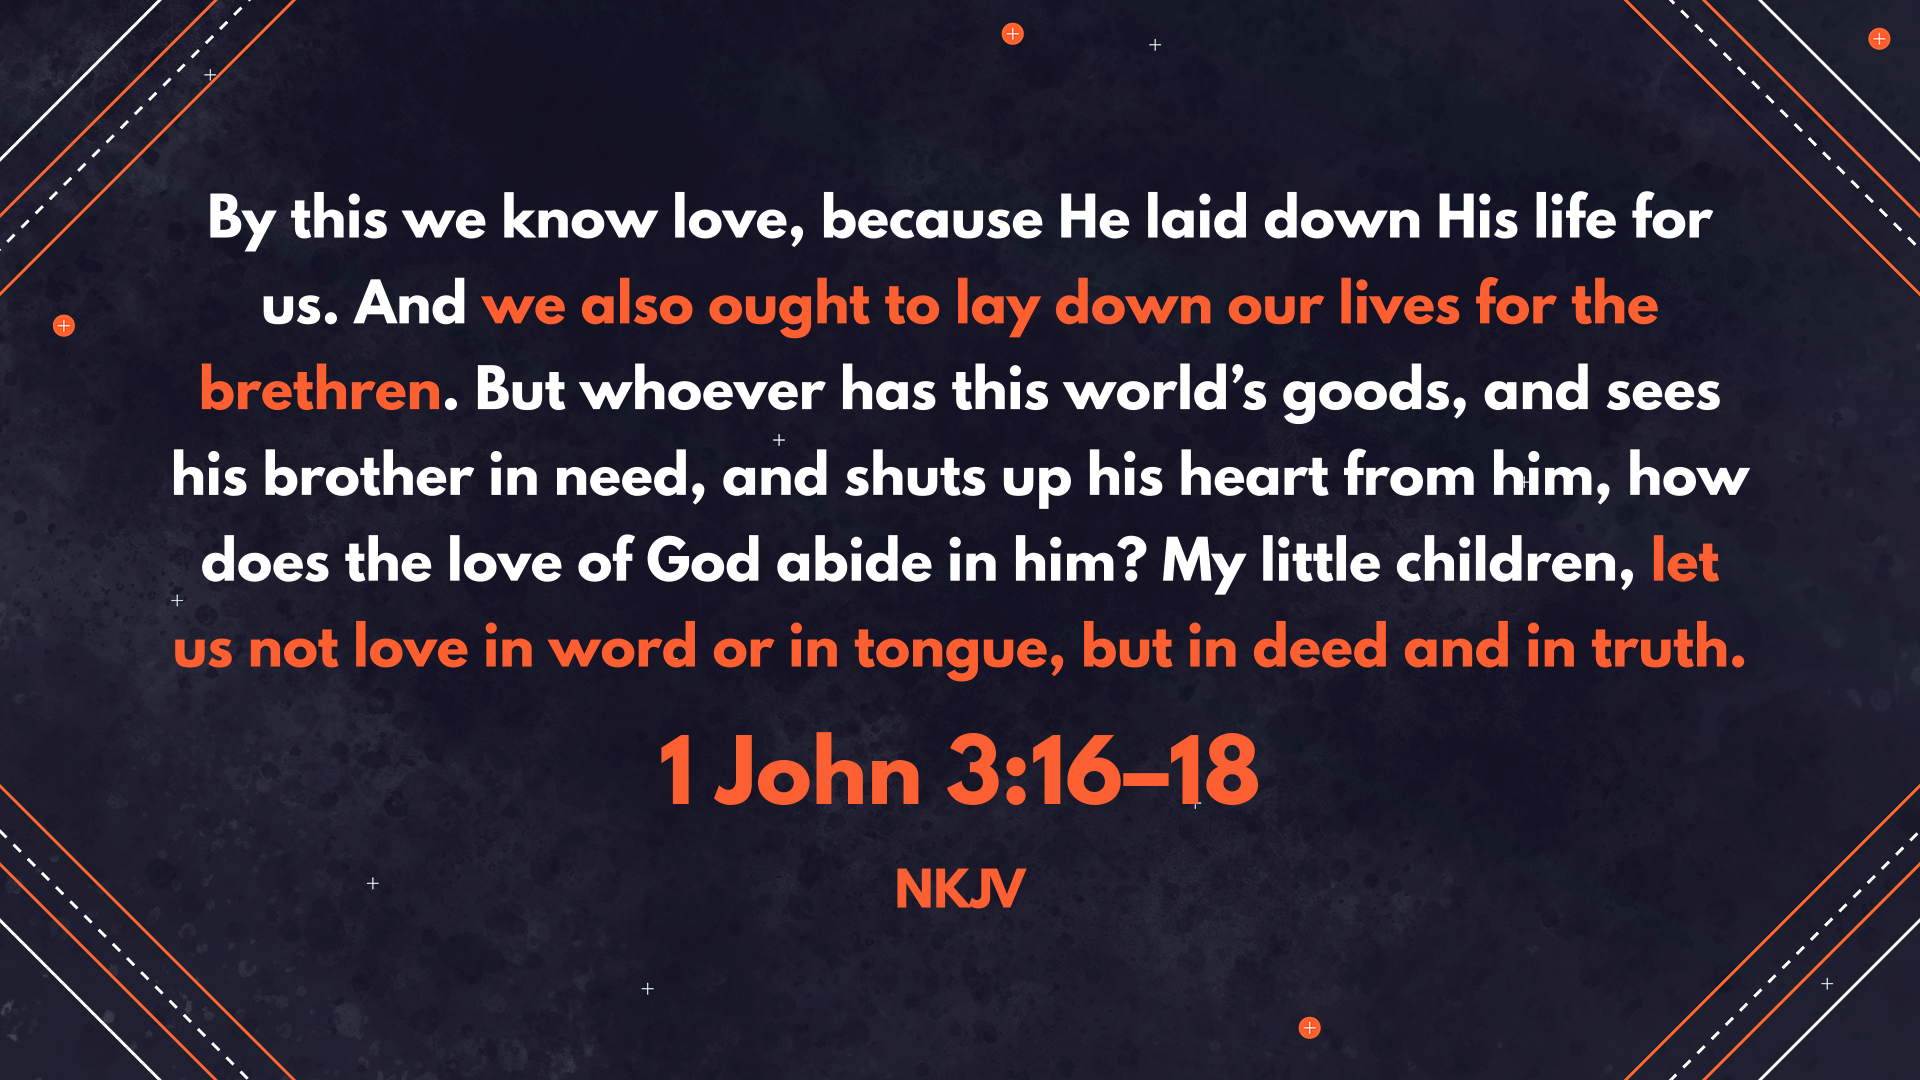 By this we know love, because He laid down His life for
us. And we also ought to lay down our lives for the
brethren. But whoever has this world’s goods, and sees
his brother in need, and shuts up his heart from him, how
does the love of God abide in him? My little children, let
us not love in word or in tongue, but in deed and in truth.
1 John 3:16–18
NKJV